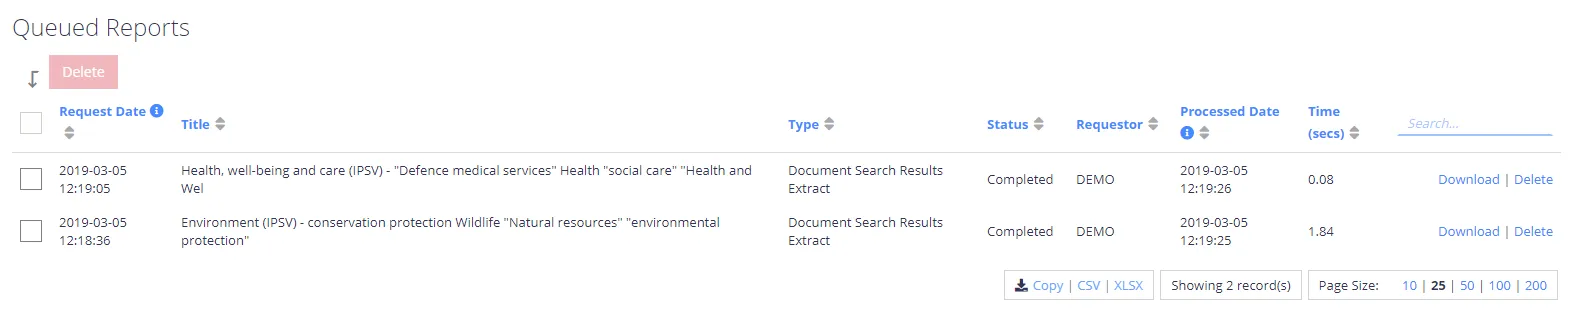 Queued Reports
Delete
Request Date
Title
Type
Status
Requestor
Processed Date
Time
(secs)
Search...
2019-03-05
12:19:05
Health, well-being and care (IPSV) - "Defence medical services" Health "social care" "Health and
Wel
Document Search Results
Extract
Completed
DEMO
2019-03-05
12:19:26
0.08
Download | Delete
2019-03-05
12:18:36
Environment (IPSV) - conservation protection Wildlife "Natural resources" "environmental
protection"
Document Search Results
Extract
Completed
DEMO
2019-03-05
12:19:25
1.84
Download | Delete
Copy | CSV | XLSX
Showing 2 record(s)
Page Size: 10 | 25 | 50 | 100 | 200